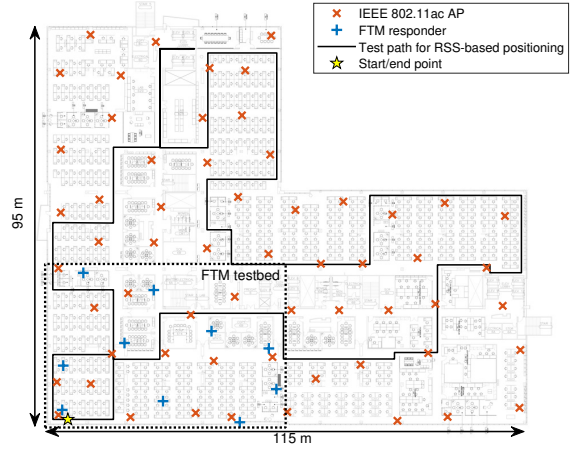 IEEE 802.11ac AP
FTM responder
Test path for RSS-based positioning
Start/end point
95 m
FTM testbed
115 m